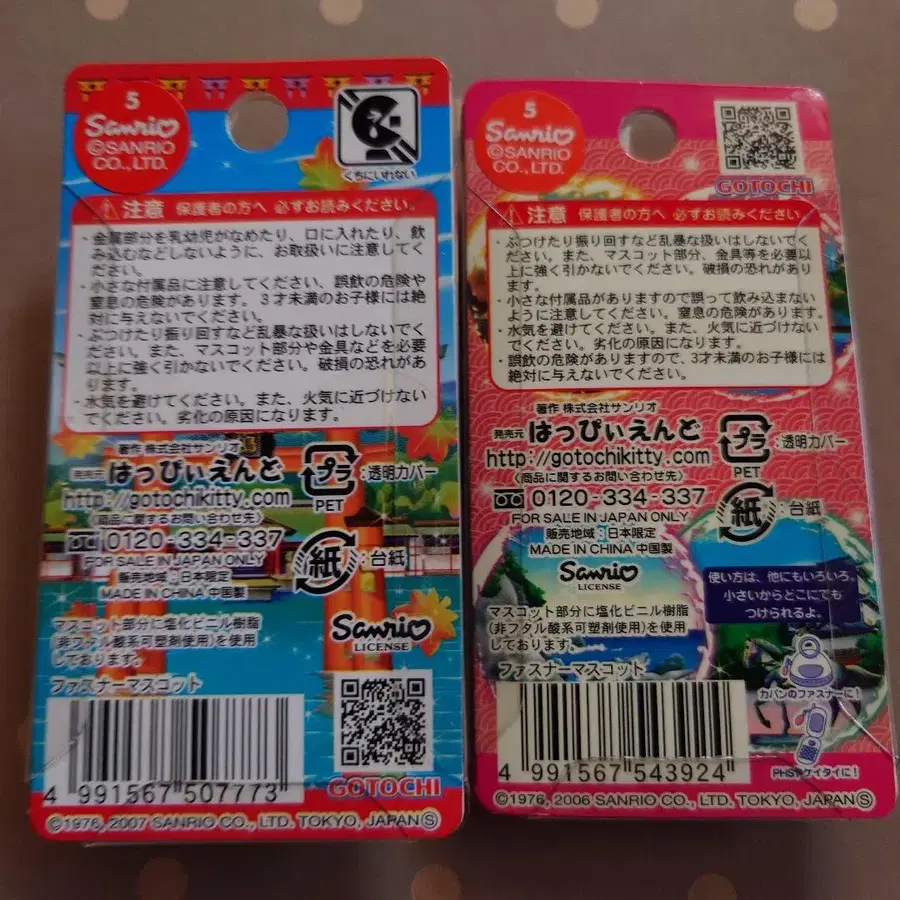 5
Sanrio
©SANRIO
CO., LTD.
くちにいれない
注意 保護者の方へ 必ずお読みください。
・金属部分を乳幼児がなめたり、口に入れたり、飲
み込むなどしないように、お取扱いに注意してく
ださい。
・小さな付属品に注意してください、誤飲の危険や
窒息の危険があります。3才未満のお子様には絶
対に与えないでください。
・ぶつけたり振り回すなど乱暴な扱いはしないでく
ださい。また、マスコット部分や金具などを必要
以上に強く引かないでください。破損の恐れがあ
ります。
・水気を避けてください。また、火気に近づけない
でください。劣化の原因になります。
著作 株式会社サンリオ
発売元 はっぴぃえんど
http://gotochikitty.com
〈商品に関するお問い合わせ先〉
0120-334-337
FOR SALE IN JAPAN ONLY
販売地域:日本限定
MADE IN CHINA 中国製
プラ :透明カバー
PET
紙 :台紙
マスコット部分に塩化ビニル樹脂
(非フタル酸系可塑剤使用)を使用
しております。
ファスナーマスコット
Sanrio
LICENSE
4 991567 507773
GOTOCHI
©1976, 2007 SANRIO CO., LTD. TOKYO, JAPAN Ⓢ
5
Sanrio
©SANRIO
CO., LTD.
GOTOCHI
注意 保護者の方へ 必ずお読みください。
・ぶつけたり振り回すなど乱暴な扱いはしないでく
ださい。また、マスコット部分、金具等を必要以
上に強く引かないでください。破損の恐れがあり
ます。
・小さな付属品がありますので誤って飲み込まない
ように注意してください。窒息の危険があります。
・水気を避けてください。また、火気に近づけない
でください。劣化の原因になります。
・誤飲の危険がありますので、3才未満のお子様には
絶対に与えないでください。
著作 株式会社サンリオ
発売元 はっぴぃえんど
http://gotochikitty.com
〈商品に関するお問い合わせ先〉
0120-334-337
FOR SALE IN JAPAN ONLY
販売地域:日本限定
MADE IN CHINA 中国製
Sanrio
LICENSE
プラ :透明カバー
PET
紙 :台紙
マスコット部分に塩化ビニル樹脂
(非フタル酸系可塑剤使用)を使用
しております。
ファスナーマスコット
使い方は、他にもいろいろ。
小さいからどこにでも
つけられるよ。
カバンのファスナーに!
PHSやケイタイに!
4 991567 543924
©1976, 2006 SANRIO CO., LTD. TOKYO, JAPAN Ⓢ